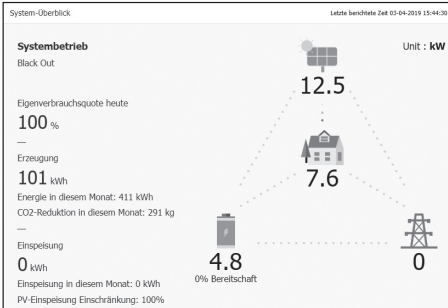 System-Überblick
Letzte berichtete Zeit 03-04-2019 15:44:30
Systembetrieb
Unit : kW
Black Out
12.5
Eigenverbrauchsquote heute
100 %
—
Erzeugung
7.6
101 kWh
Energie in diesem Monat: 411 kWh
CO2-Reduktion in diesem Monat: 291 kg
—
Einspeisung
0 kWh
4.8
0
0% Bereitschaft
Einspeisung in diesem Monat: 0 kWh
PV-Einspeisung Einschränkung: 100%